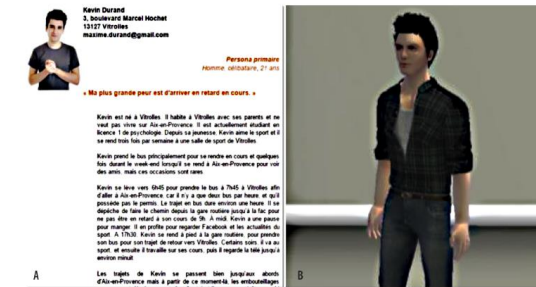 Kevin Durand
3, boulevard Marcel Hochet
13127 Vitrolles
maxime.durand@gmail.com
Persona primaire
Homme, célibataire, 21 ans
« Ma plus grande peur est d'arriver en retard en cours. »
Kevin est né à Vitrolles. Il habite à Vitrolles avec ses parents et ne
veut pas vivre sur Aix-en-Provence. Il est actuellement étudiant en
licence 1 de psychologie. Depuis sa jeunesse, Kevin aime le sport et il
se rend trois fois par semaine à une salle de sport de Vitrolles.
Kevin prend le bus principalement pour se rendre en cours et quelques
fois durant le week-end lorsqu'il se rend à Aix-en-Provence pour voir
des amis, mais ces occasions sont rares.
Kevin se lève vers 6h45 pour prendre le bus à 7h45 à Vitrolles afin
d'aller à Aix-en-Provence, car il n'y a que deux bus par heure, et qu'il
possède pas le permis. Le trajet en bus dure environ une heure. Il se
dépêche de faire le chemin depuis la gare routière jusqu'à la fac pour
ne pas être en retard à son cours de 9h. A midi, Kevin a une pause
pour manger. Il en profite pour regarder Facebook et les actualités du
sport. A 17h30, Kevin se rend à pied à la gare routière, pour prendre
son bus pour son trajet de retour vers Vitrolles. Certains soirs, il va au
sport, et ensuite il travaille sur ses cours, puis il regarde la télé jusqu'à
environ minuit.
Les trajets de Kevin se passent bien jusqu'aux abords
d'Aix-en-Provence mais à partir de ce moment-là, les embouteillages
A
B